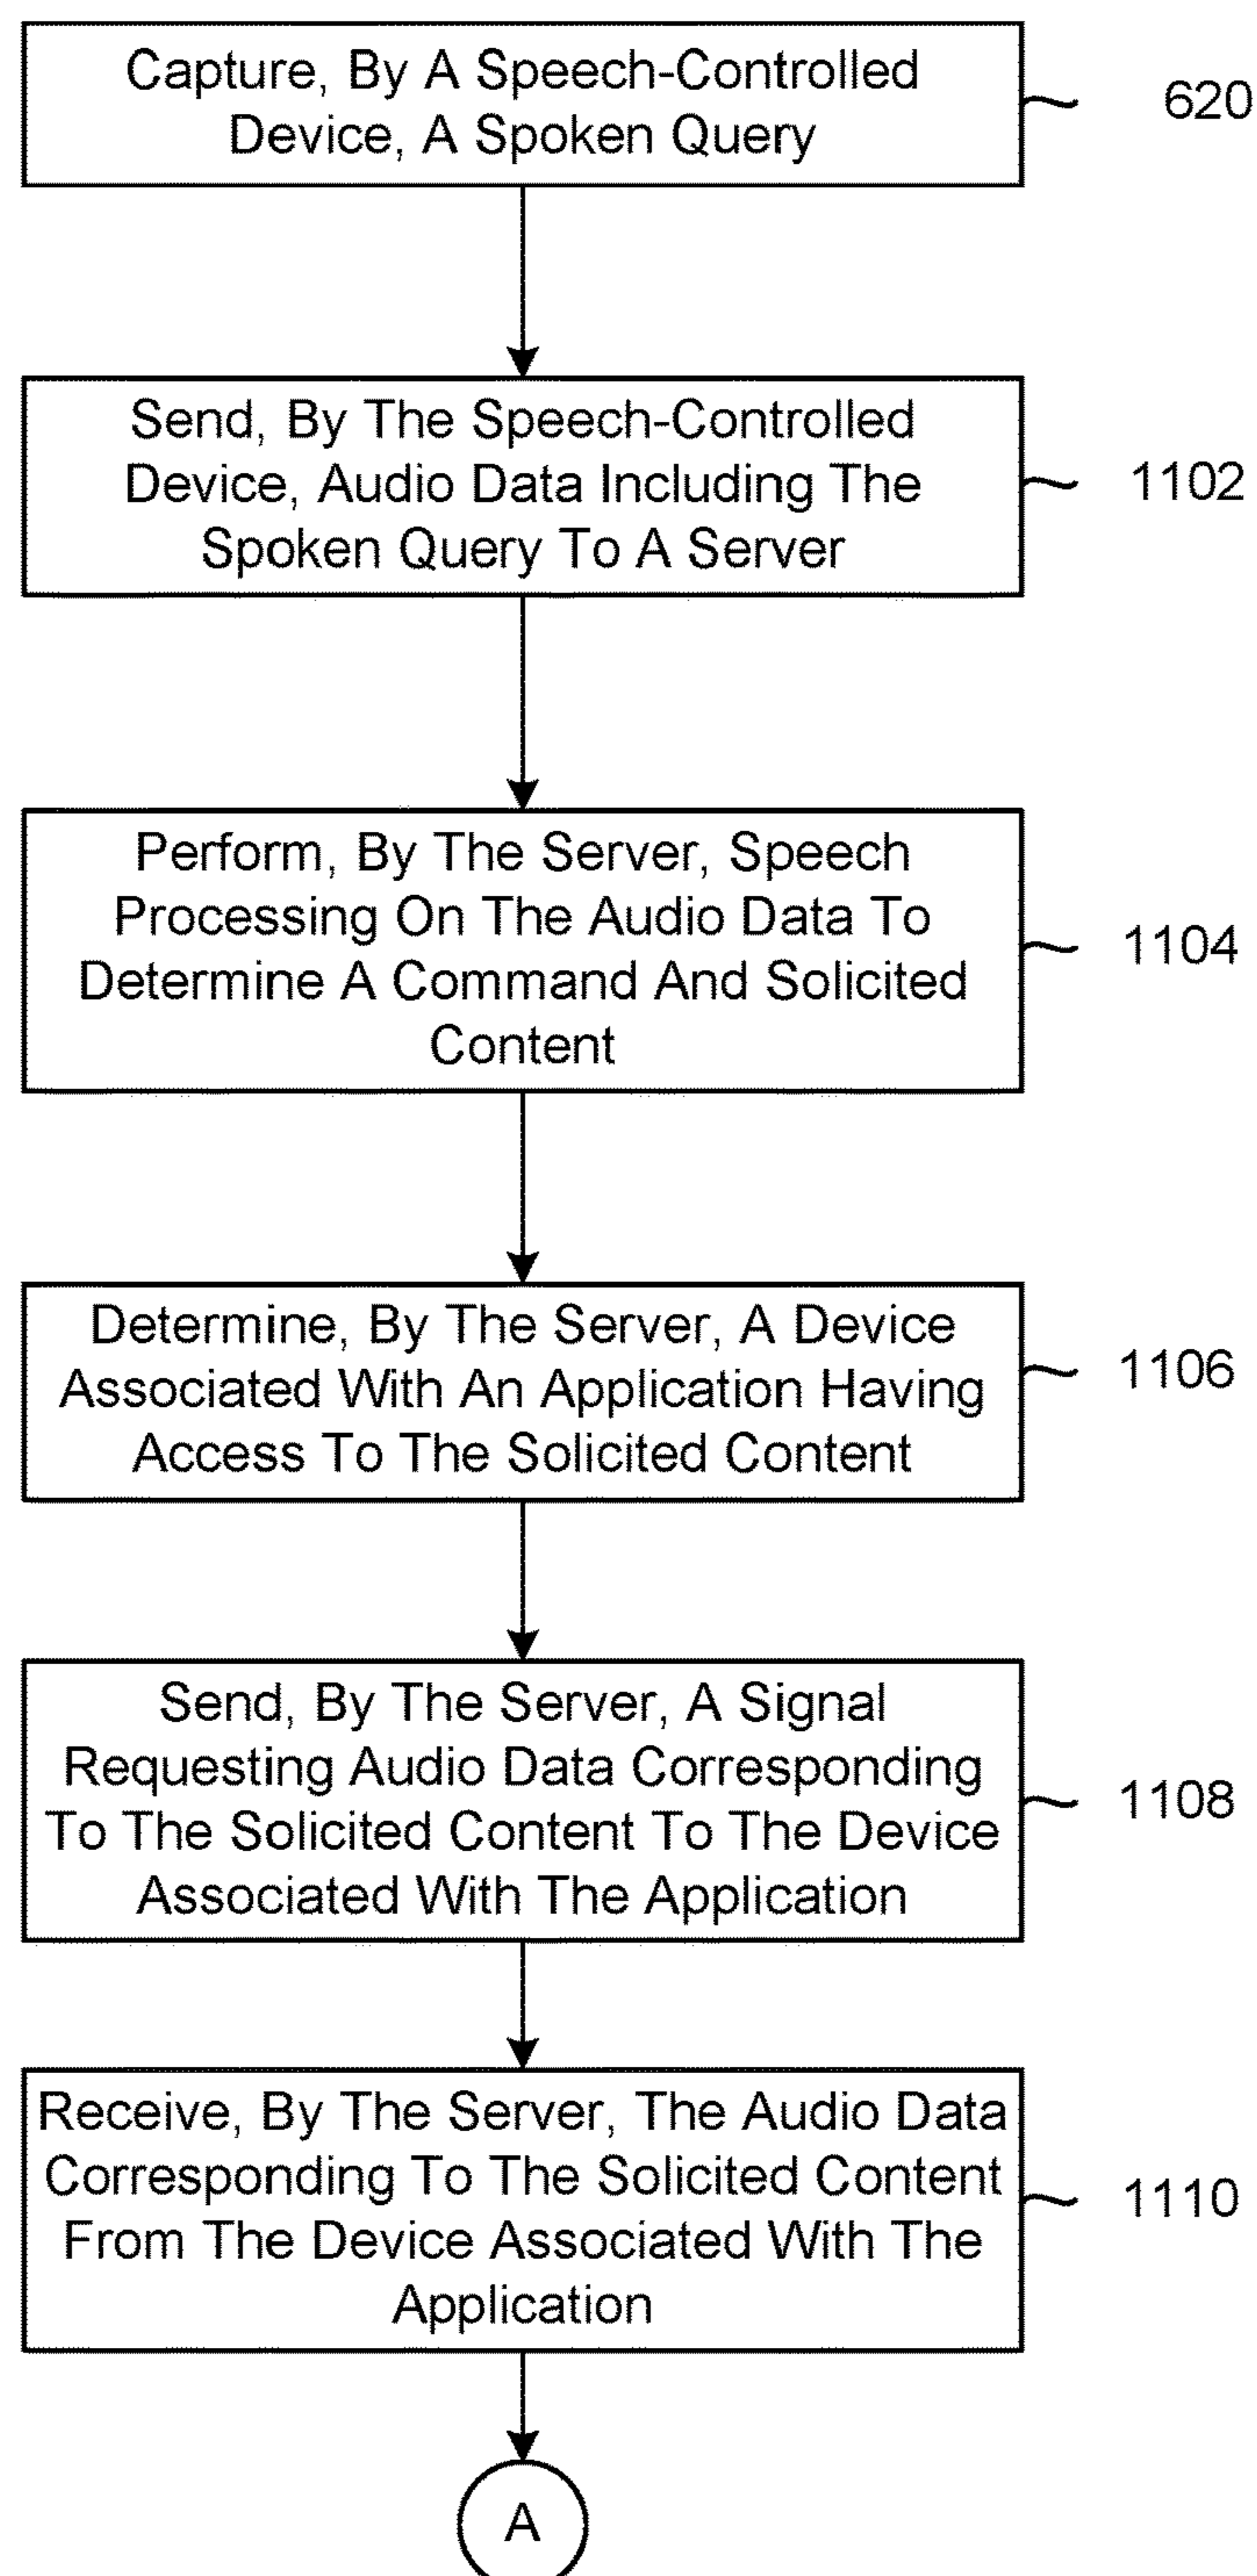 Capture, By A Speech-Controlled
Device, A Spoken Query
620
Send, By The Speech-Controlled
Device, Audio Data Including The
Spoken Query To A Server
1102
Perform, By The Server, Speech
Processing On The Audio Data To
Determine A Command And Solicited
Content
1104
Determine, By The Server, A Device
Associated With An Application Having
Access To The Solicited Content
1106
Send, By The Server, A Signal
Requesting Audio Data Corresponding
To The Solicited Content To The Device
Associated With The Application
1108
Receive, By The Server, The Audio Data
Corresponding To The Solicited Content
From The Device Associated With The
Application
1110
A